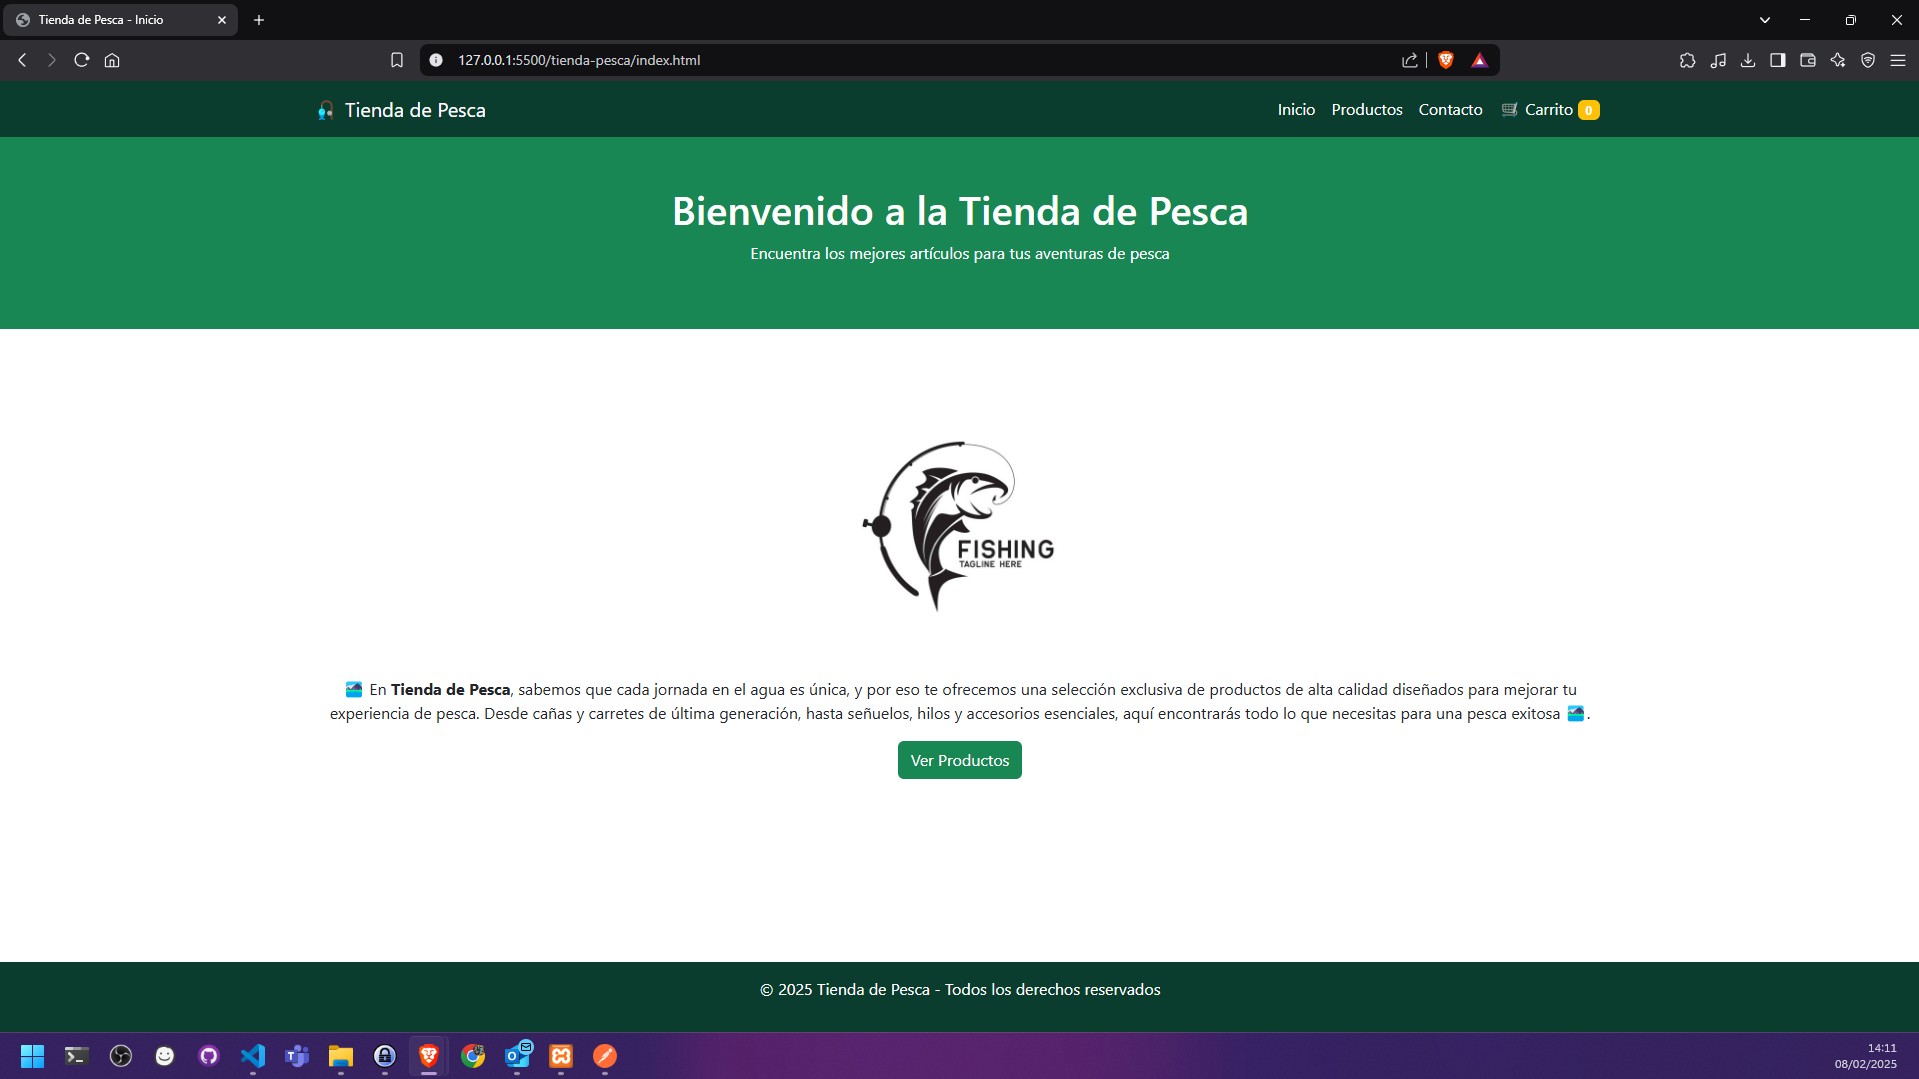 Tienda de Pesca - Inicio
127.0.0.1:5500/tienda-pesca/index.html
Tienda de Pesca
Inicio Productos Contacto Carrito 0
Bienvenido a la Tienda de Pesca
Encuentra los mejores artículos para tus aventuras de pesca
FISHING
TAGLINE HERE
En Tienda de Pesca, sabemos que cada jornada en el agua es única, y por eso te ofrecemos una selección exclusiva de productos de alta calidad diseñados para mejorar tu
experiencia de pesca. Desde cañas y carretes de última generación, hasta señuelos, hilos y accesorios esenciales, aquí encontrarás todo lo que necesitas para una pesca exitosa .
Ver Productos
© 2025 Tienda de Pesca - Todos los derechos reservados
14:11
08/02/2025